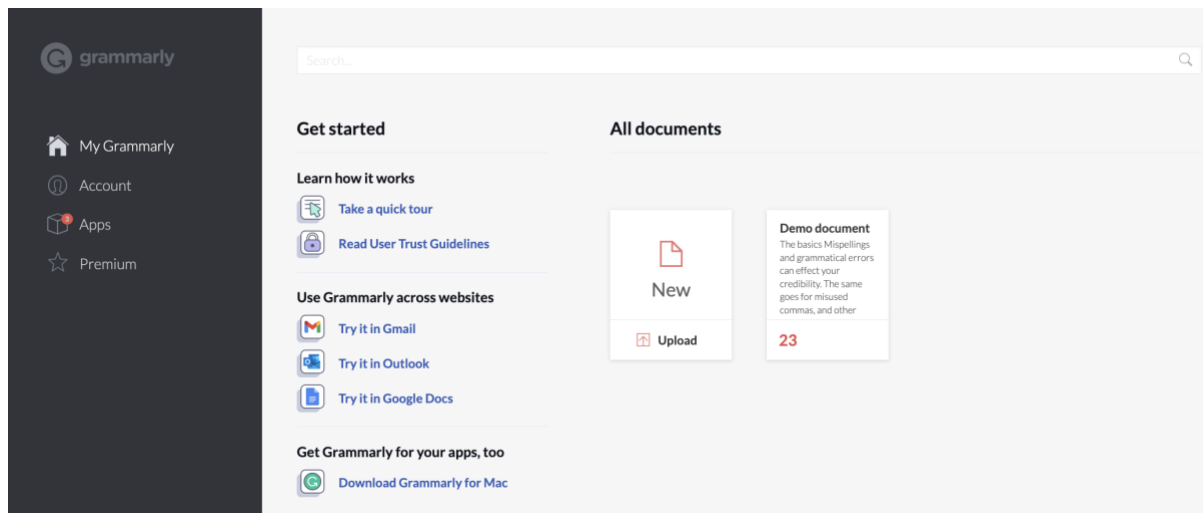 grammarly
My Grammarly
Account
3
Apps
Premium
Search...
Get started
Learn how it works
Take a quick tour
Read User Trust Guidelines
Use Grammarly across websites
Try it in Gmail
Try it in Outlook
Try it in Google Docs
Get Grammarly for your apps, too
Download Grammarly for Mac
All documents
New
Upload
Demo document
The basics Mispellings
and grammatical errors
can effect your
credibility. The same
goes for misused
commas, and other
23